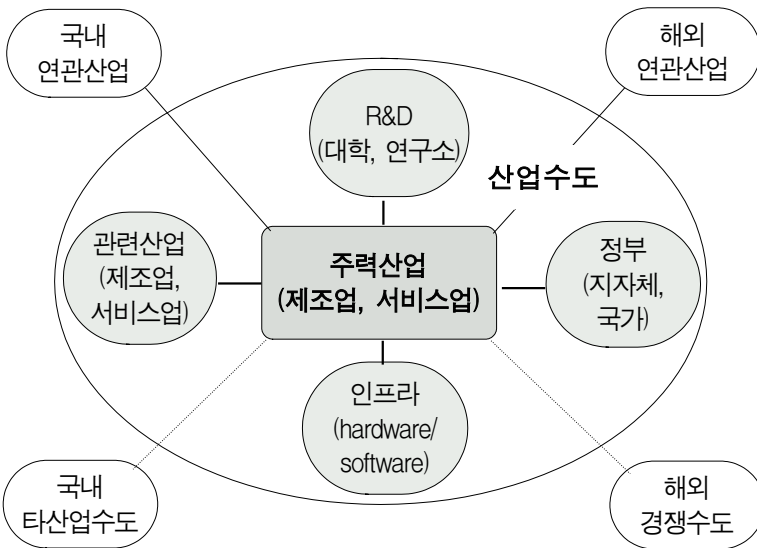 국내
연관산업
해외
연관산업
R&D
(대학, 연구소)
산업수도
관련산업
(제조업,
서비스업)
주력산업
(제조업, 서비스업)
정부
(지자체,
국가)
인프라
(hardware/
software)
국내
타산업수도
해외
경쟁수도